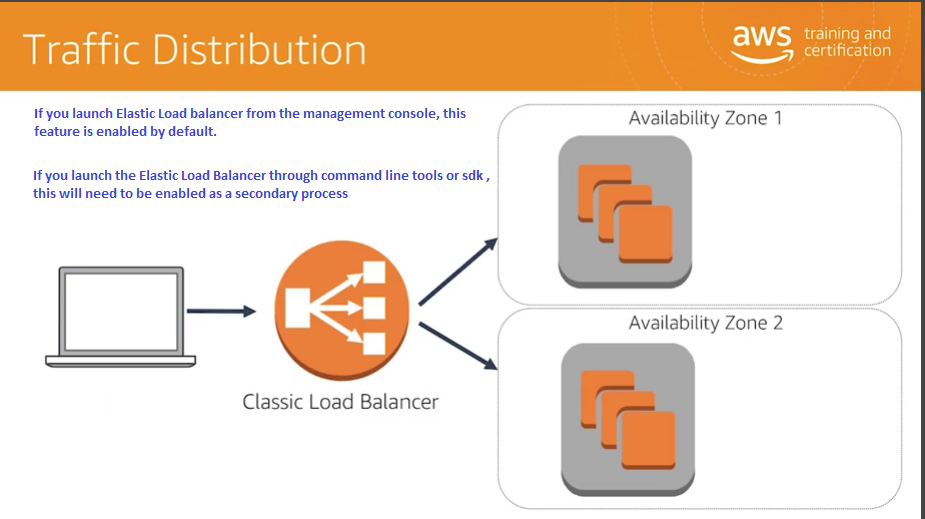 Traffic Distribution
aws training and
certification
If you launch Elastic Load balancer from the management console, this
feature is enabled by default.
If you launch the Elastic Load Balancer through command line tools or sdk ,
this will need to be enabled as a secondary process
Availability Zone 1
Classic Load Balancer
Availability Zone 2